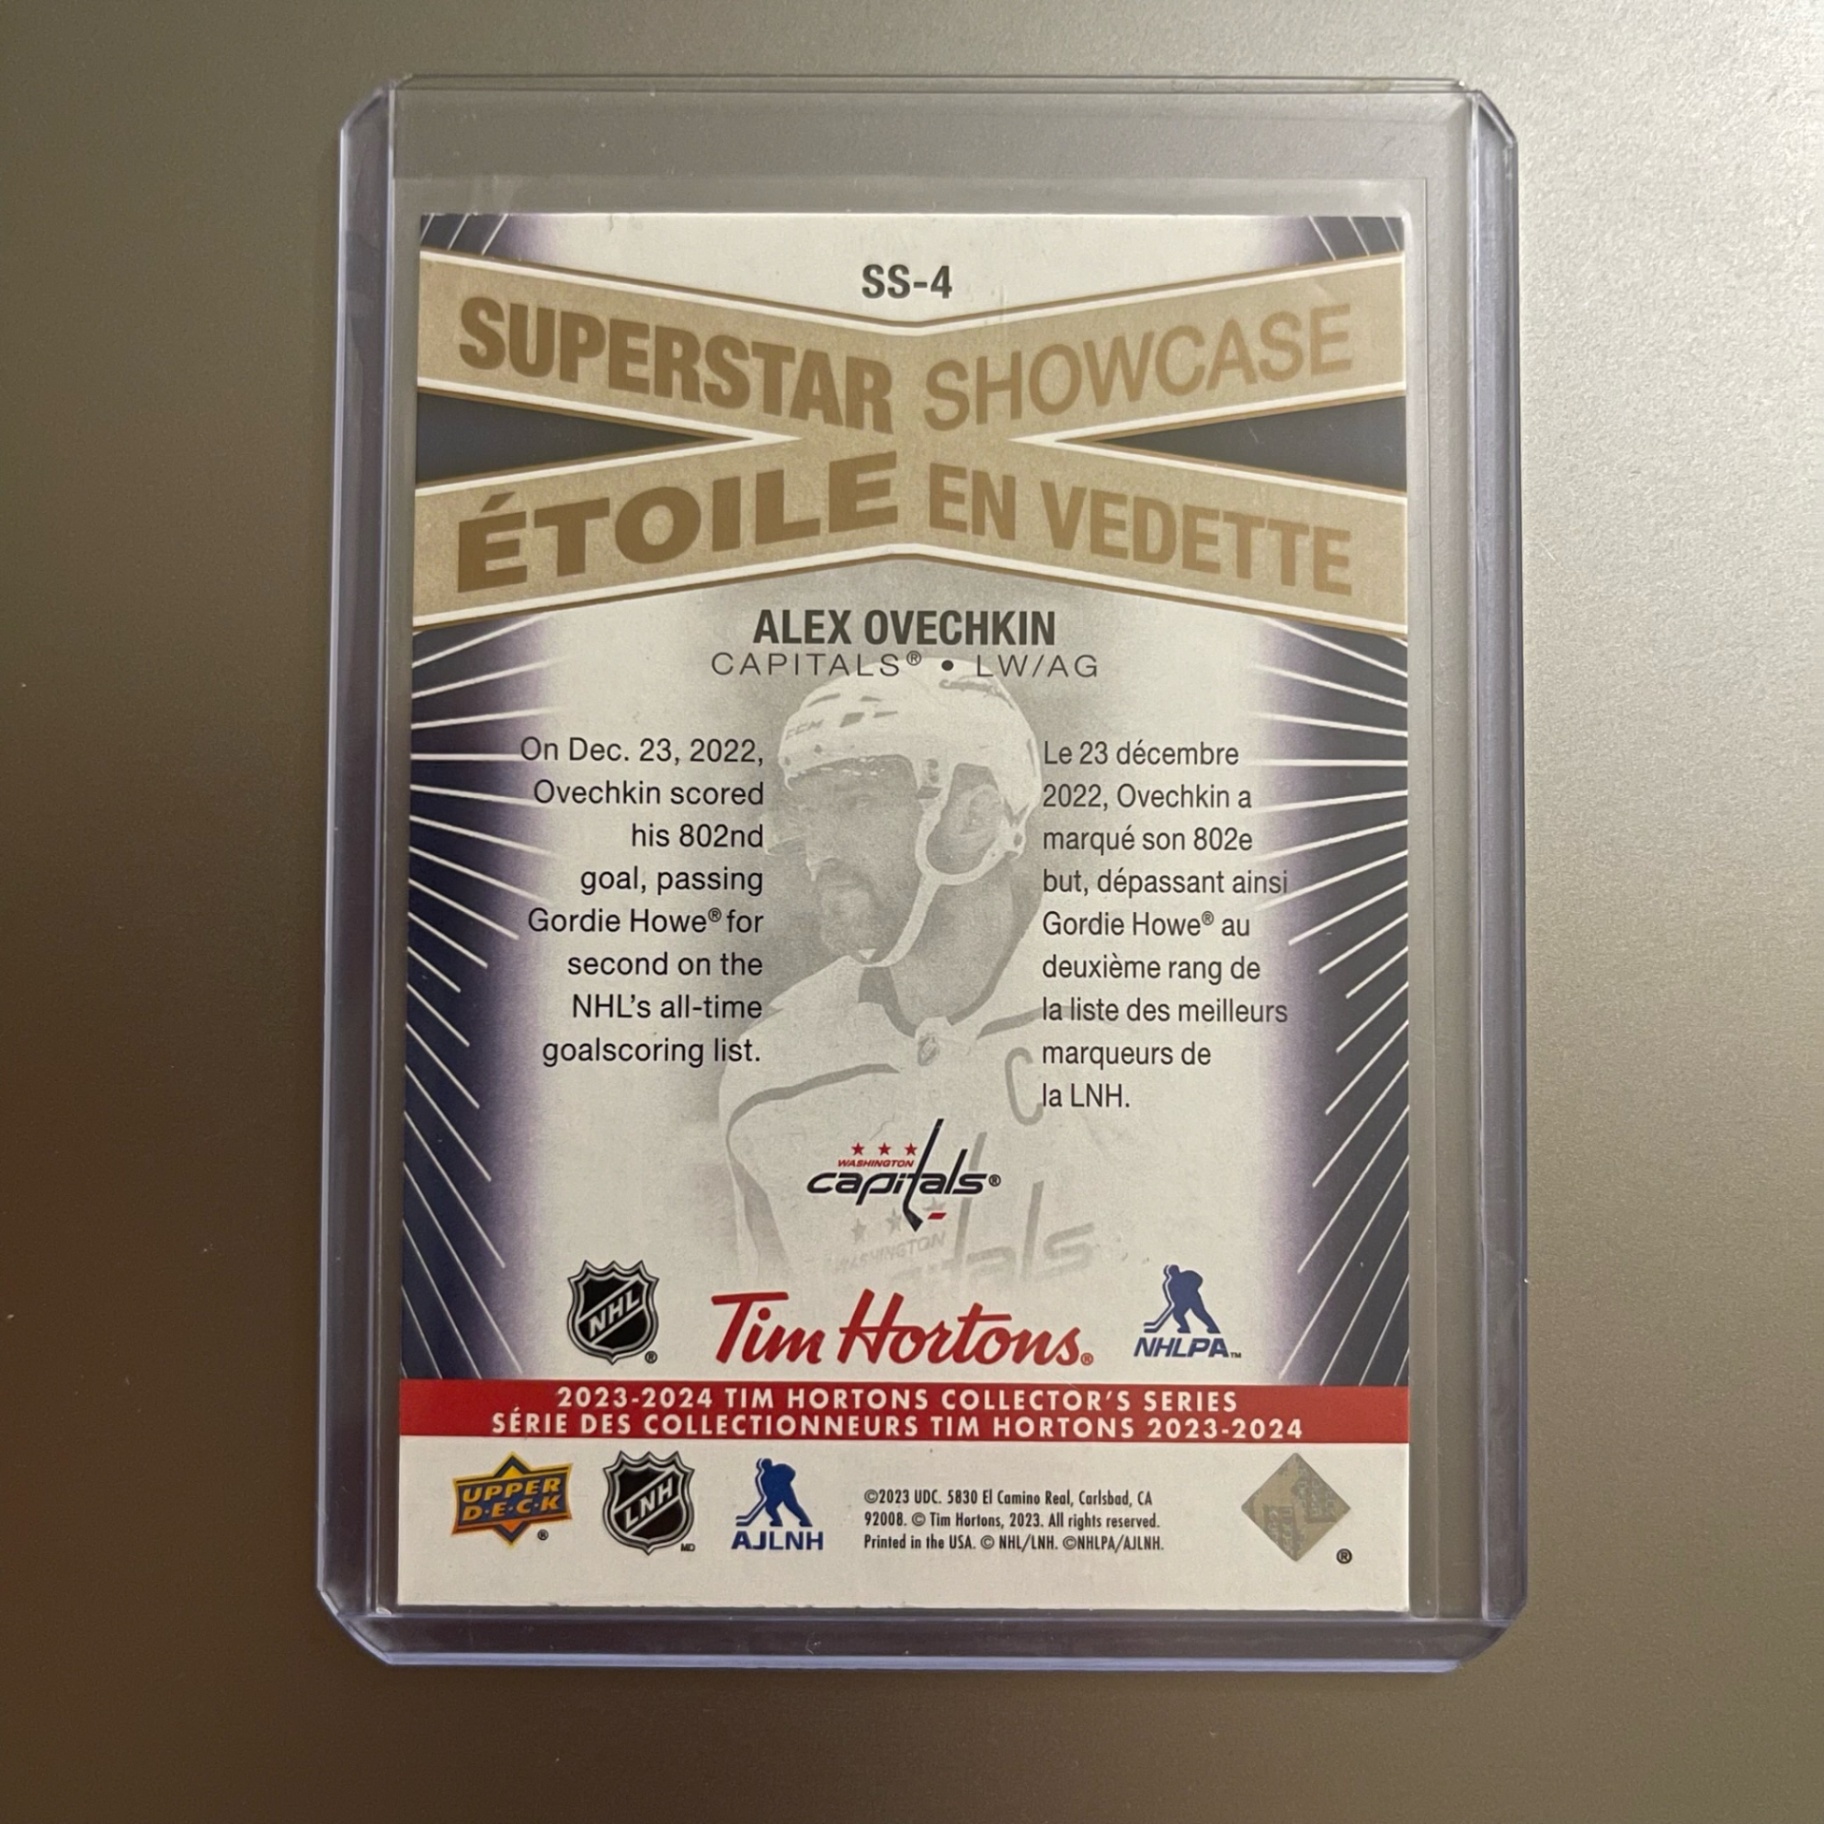 SS-4
SUPERSTAR SHOWCASE
ÉTOILE EN VEDETTE
ALEX OVECHKIN
CAPITALS® • LW/AG
CCM
On Dec. 23, 2022,
Ovechkin scored
his 802nd
goal, passing
Gordie Howe® for
second on the
NHL's all-time
goalscoring list.
Le 23 décembre
2022, Ovechkin a
marqué son 802e
but, dépassant ainsi
Gordie Howe® au
deuxième rang de
la liste des meilleurs
marqueurs de
la LNH.
C
WASHINGTON
capitals®
WASHINGTON
NHL®
Tim Hortons®
NHLPA™
2023-2024 TIM HORTONS COLLECTOR'S SERIES
SÉRIE DES COLLECTIONNEURS TIM HORTONS 2023-2024
UPPER
D·E·C·K®
LNH MD
AJLNH
©2023 UDC. 5830 El Camino Real, Carlsbad, CA
92008. © Tim Hortons, 2023. All rights reserved.
Printed in the USA. © NHL/LNH. ©NHLPA/AJLNH.
®